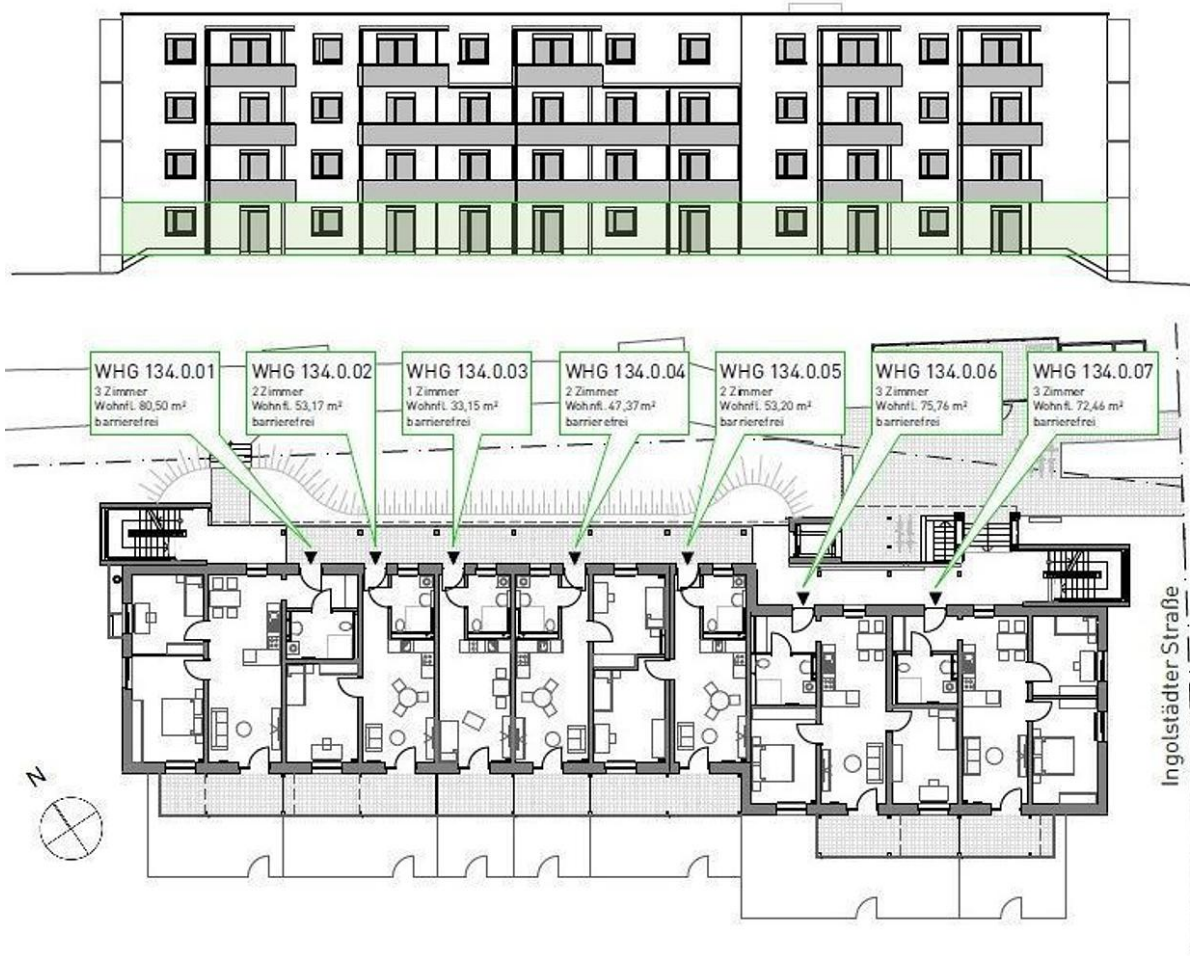 WHG 134.0.01
3 Zimmer
Wohnfl. 80,50 m²
barrierefrei
WHG 134.0.02
2 Zimmer
Wohnfl. 53,17 m²
barrierefrei
WHG 134.0.03
1 Zimmer
Wohnfl. 33,15 m²
barrierefrei
WHG 134.0.04
2 Zimmer
Wohnfl. 47,37 m²
barrierefrei
WHG 134.0.05
2 Zimmer
Wohnfl. 53,20 m²
barrierefrei
WHG 134.0.06
3 Zimmer
Wohnfl. 75,76 m²
barrierefrei
WHG 134.0.07
3 Zimmer
Wohnfl. 72,46 m²
barrierefrei
Ingolstädter Straße
N